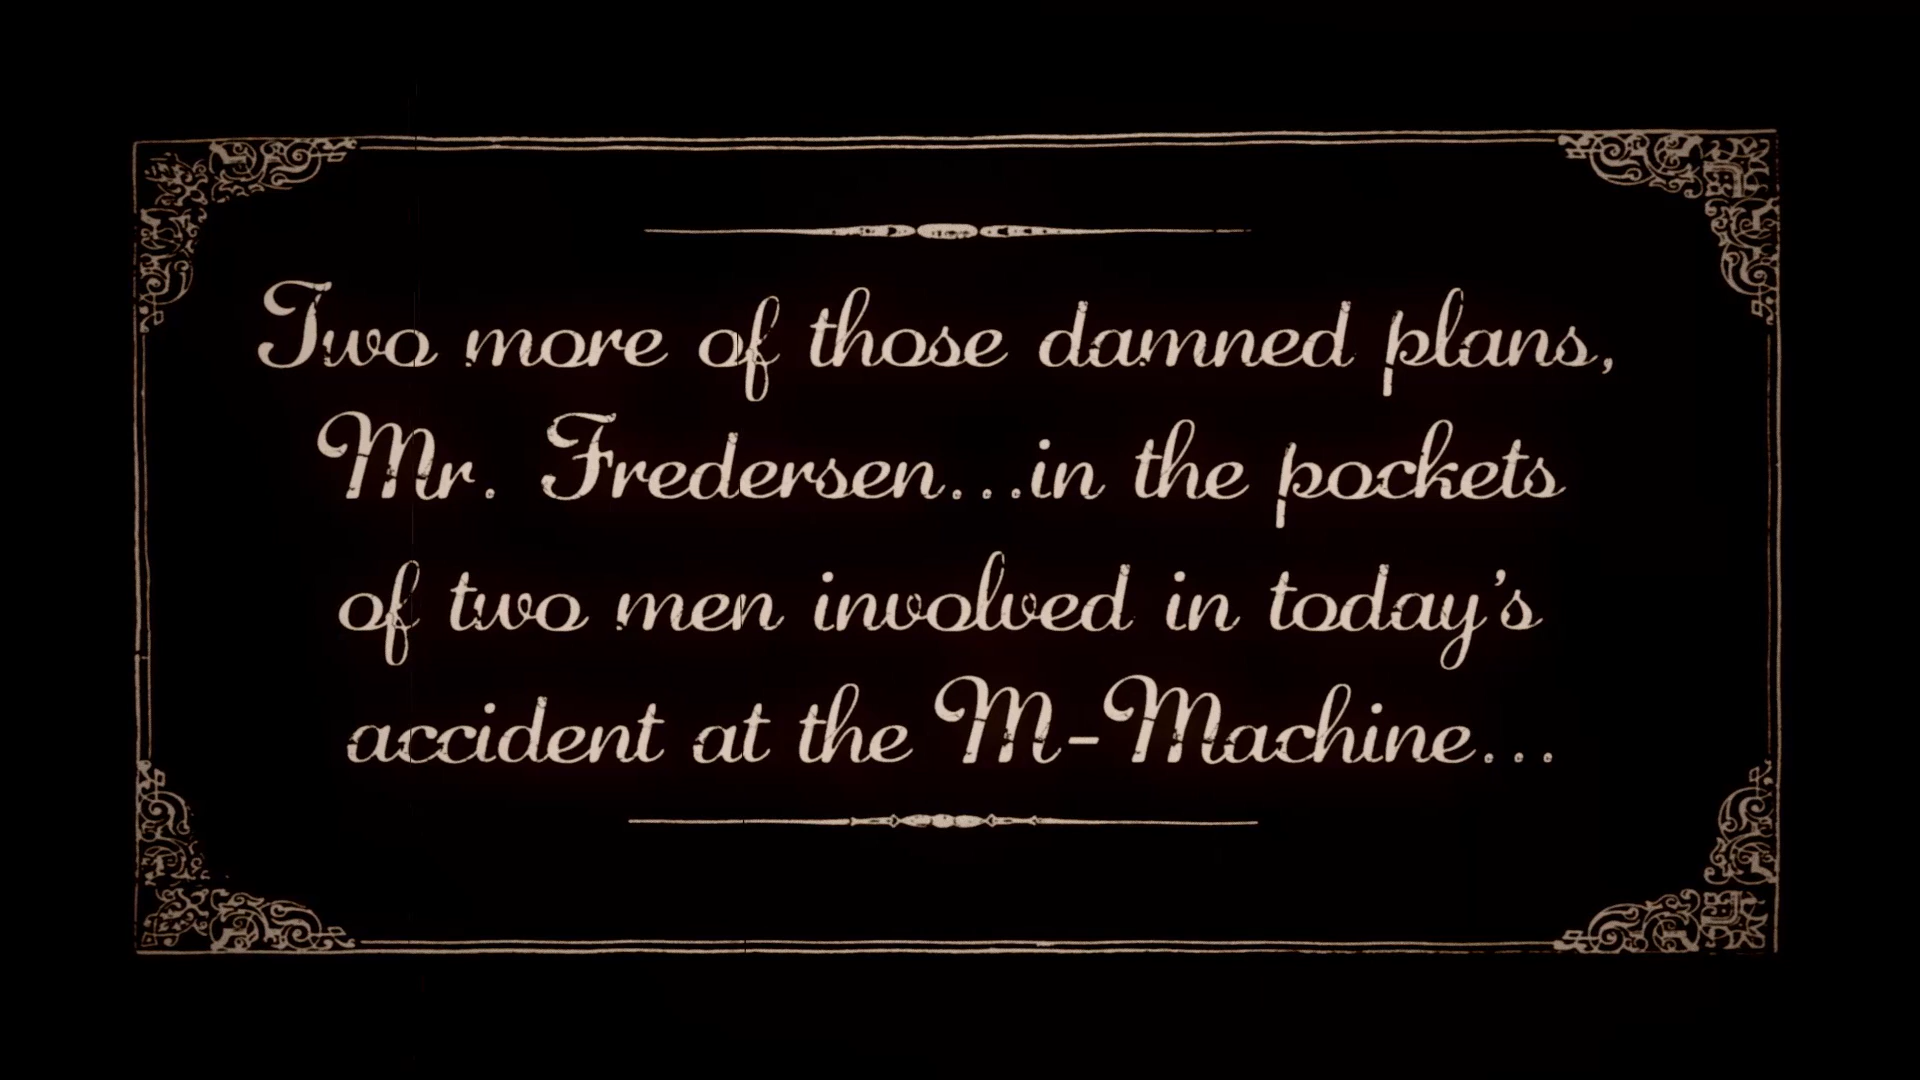 Two more of those damned plans,
Mr. Fredersen...in the pockets
of two men involved in today's
accident at the M-Machine...